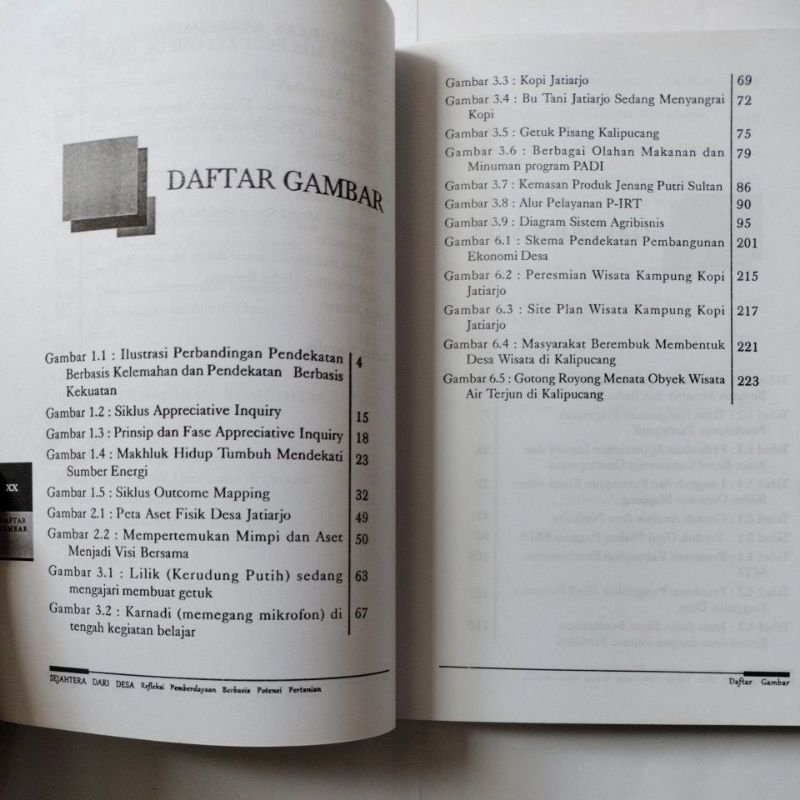 DAFTAR GAMBAR
Gambar 1.1 : Ilustrasi Perbandingan Pendekatan 4
Berbasis Kelemahan dan Pendekatan Berbasis
Kekuatan
Gambar 1.2 : Siklus Appreciative Inquiry 15
Gambar 1.3 : Prinsip dan Fase Appreciative Inquiry 18
Gambar 1.4 : Makhluk Hidup Tumbuh Mendekati 23
Sumber Energi
Gambar 1.5 : Siklus Outcome Mapping 32
Gambar 2.1 : Peta Aset Fisik Desa Jatiarjo 49
Gambar 2.2 : Mempertemukan Mimpi dan Aset 50
Menjadi Visi Bersama
Gambar 3.1 : Lilik (Kerudung Putih) sedang 63
mengajari membuat getuk
Gambar 3.2 : Karnadi (memegang mikrofon) di 67
tengah kegiatan belajar
XX
DAFTAR
GAMBAR
SEJAHTERA DARI DESA Refleksi Pemberdayaan Berbasis Potensi Pertanian
Gambar 3.3 : Kopi Jatiarjo 69
Gambar 3.4 : Bu Tani Jatiarjo Sedang Menyangrai 72
Kopi
Gambar 3.5 : Getuk Pisang Kalipucang 75
Gambar 3.6 : Berbagai Olahan Makanan dan 79
Minuman program PADI
Gambar 3.7 : Kemasan Produk Jenang Putri Sultan 86
Gambar 3.8 : Alur Pelayanan P-IRT 90
Gambar 3.9 : Diagram Sistem Agribisnis 95
Gambar 6.1 : Skema Pendekatan Pembangunan 201
Ekonomi Desa
Gambar 6.2 : Peresmian Wisata Kampung Kopi 215
Jatiarjo
Gambar 6.3 : Site Plan Wisata Kampung Kopi 217
Jatiarjo
Gambar 6.4 : Masyarakat Berembuk Membentuk 221
Desa Wisata di Kalipucang
Gambar 6.5 : Gotong Royong Menata Obyek Wisata 223
Air Terjun di Kalipucang
Daftar Gambar